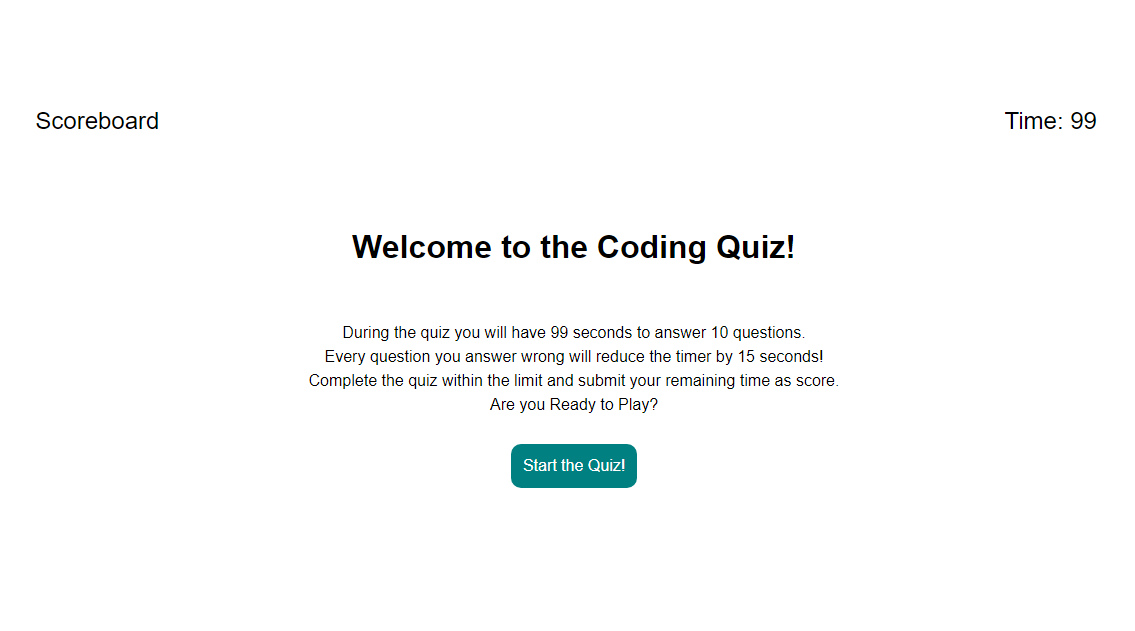 Scoreboard
Time: 99
Welcome to the Coding Quiz!
During the quiz you will have 99 seconds to answer 10 questions.
Every question you answer wrong will reduce the timer by 15 seconds!
Complete the quiz within the limit and submit your remaining time as score.
Are you Ready to Play?
Start the Quiz!